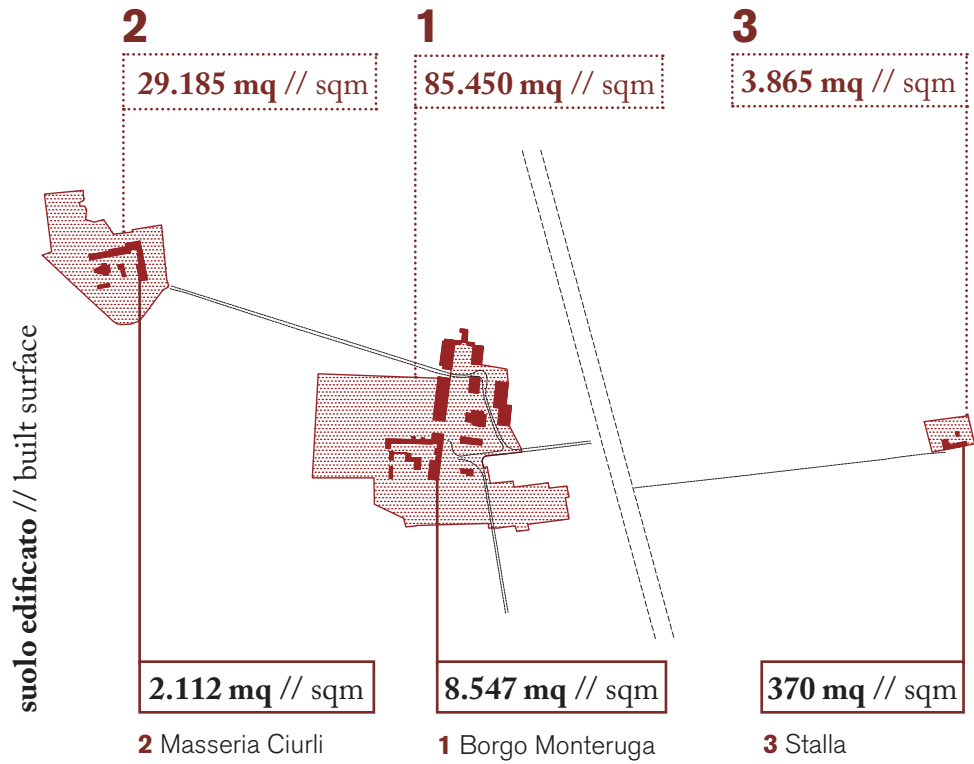 2 1 3
29.185 mq // sqm 85.450 mq // sqm 3.865 mq // sqm
suolo edificato // built surface
2.112 mq // sqm 8.547 mq // sqm 370 mq // sqm
2 Masseria Ciurli 1 Borgo Monteruga 3 Stalla